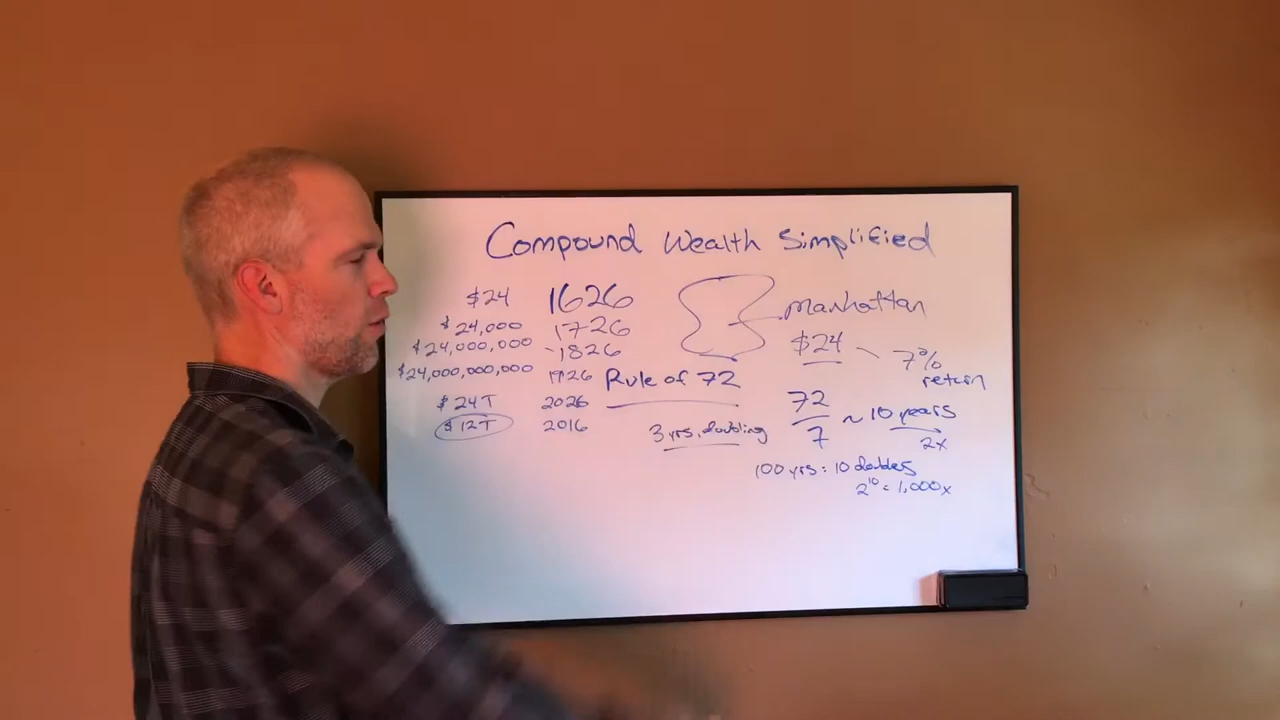 Compound Wealth Simplified
$24 1626
$24,000 1726
$24,000,000 - 1826
$24,000,000,000 1926
$24T 2026
$12T 2016
Rule of 72
3 yrs, doubling
Manhattan
$24
7%
return
72
7
~ 10 years
2x
100 yrs: 10 doubles
2^10 = 1,000x